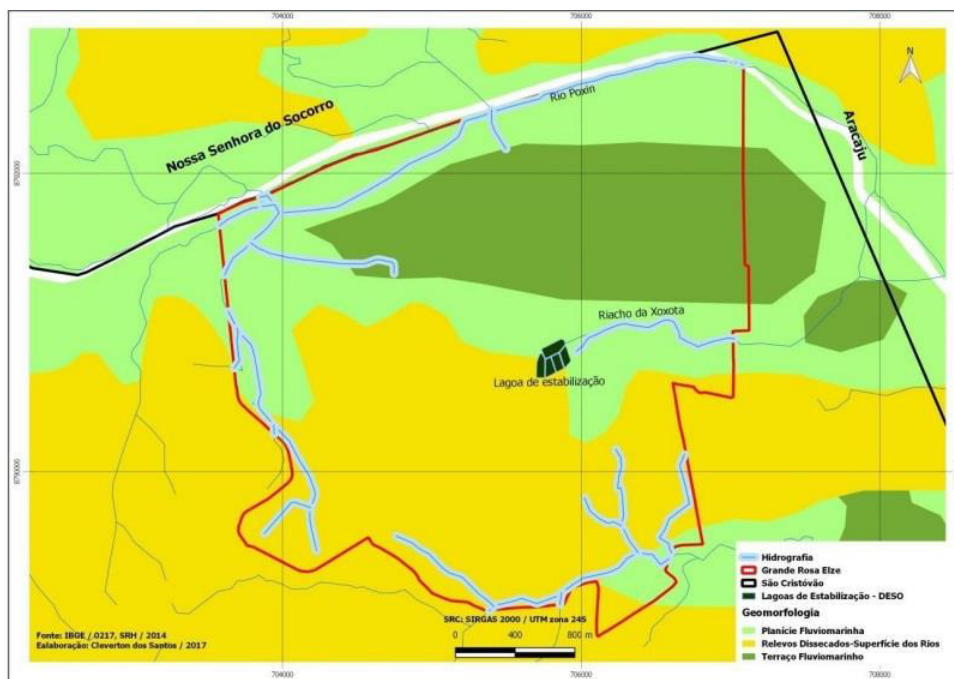 704000
706000
708000
N
Rio Poxin
Nossa Senhora do Socorro
Aracaju
8792000
Riacho da Xoxota
Lagoa de estabilização
8790000
Hidrografia
Grande Rosa Elze
São Cristóvão
Lagoas de Estabilização - DESO
Geomorfologia
Planície Fluviomarinha
Relevos Dissecados-Superfície dos Rios
Terraço Fluviomarinho
SRC: SIRGAS 2000 / UTM zona 24S
0 400 800 m
Fonte: IBGE / 0217, SRH / 2014
Ealaboração: Cleverton dos Santos / 2017
704000
706000
708000